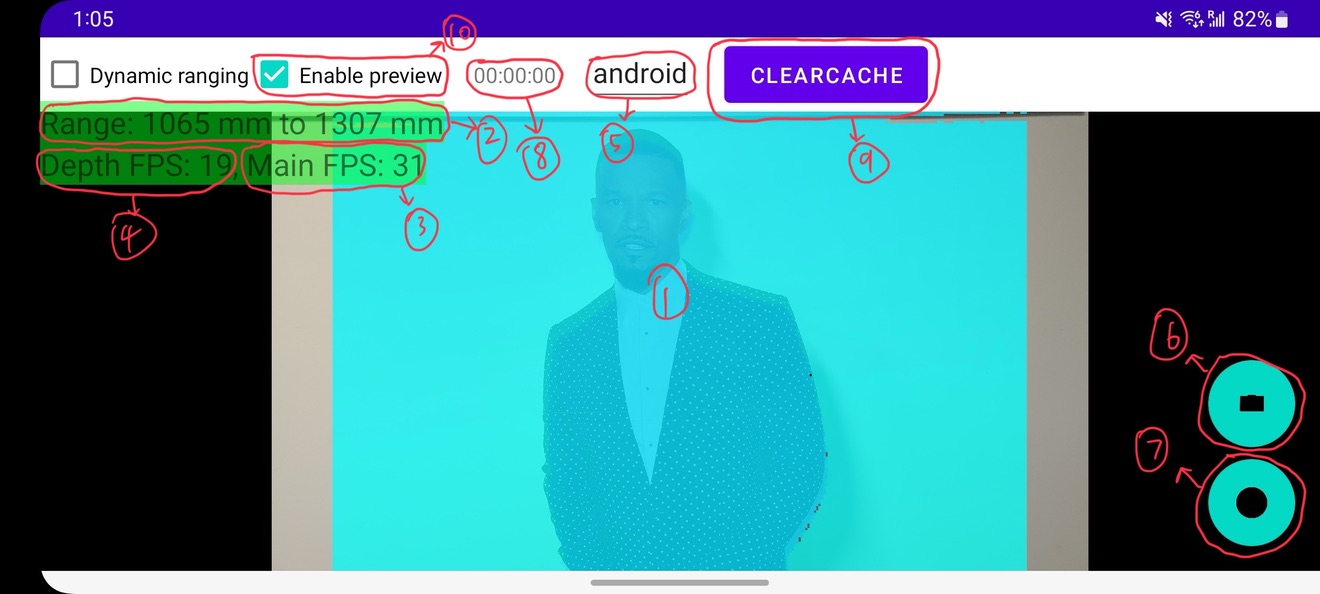 1:05 82%
Dynamic ranging Enable preview 00:00:00 android CLEARCACHE
10
Range: 1065 mm to 1307 mm
2 8 5 9
Depth FPS: 19, Main FPS: 31
4 3
1
6
7